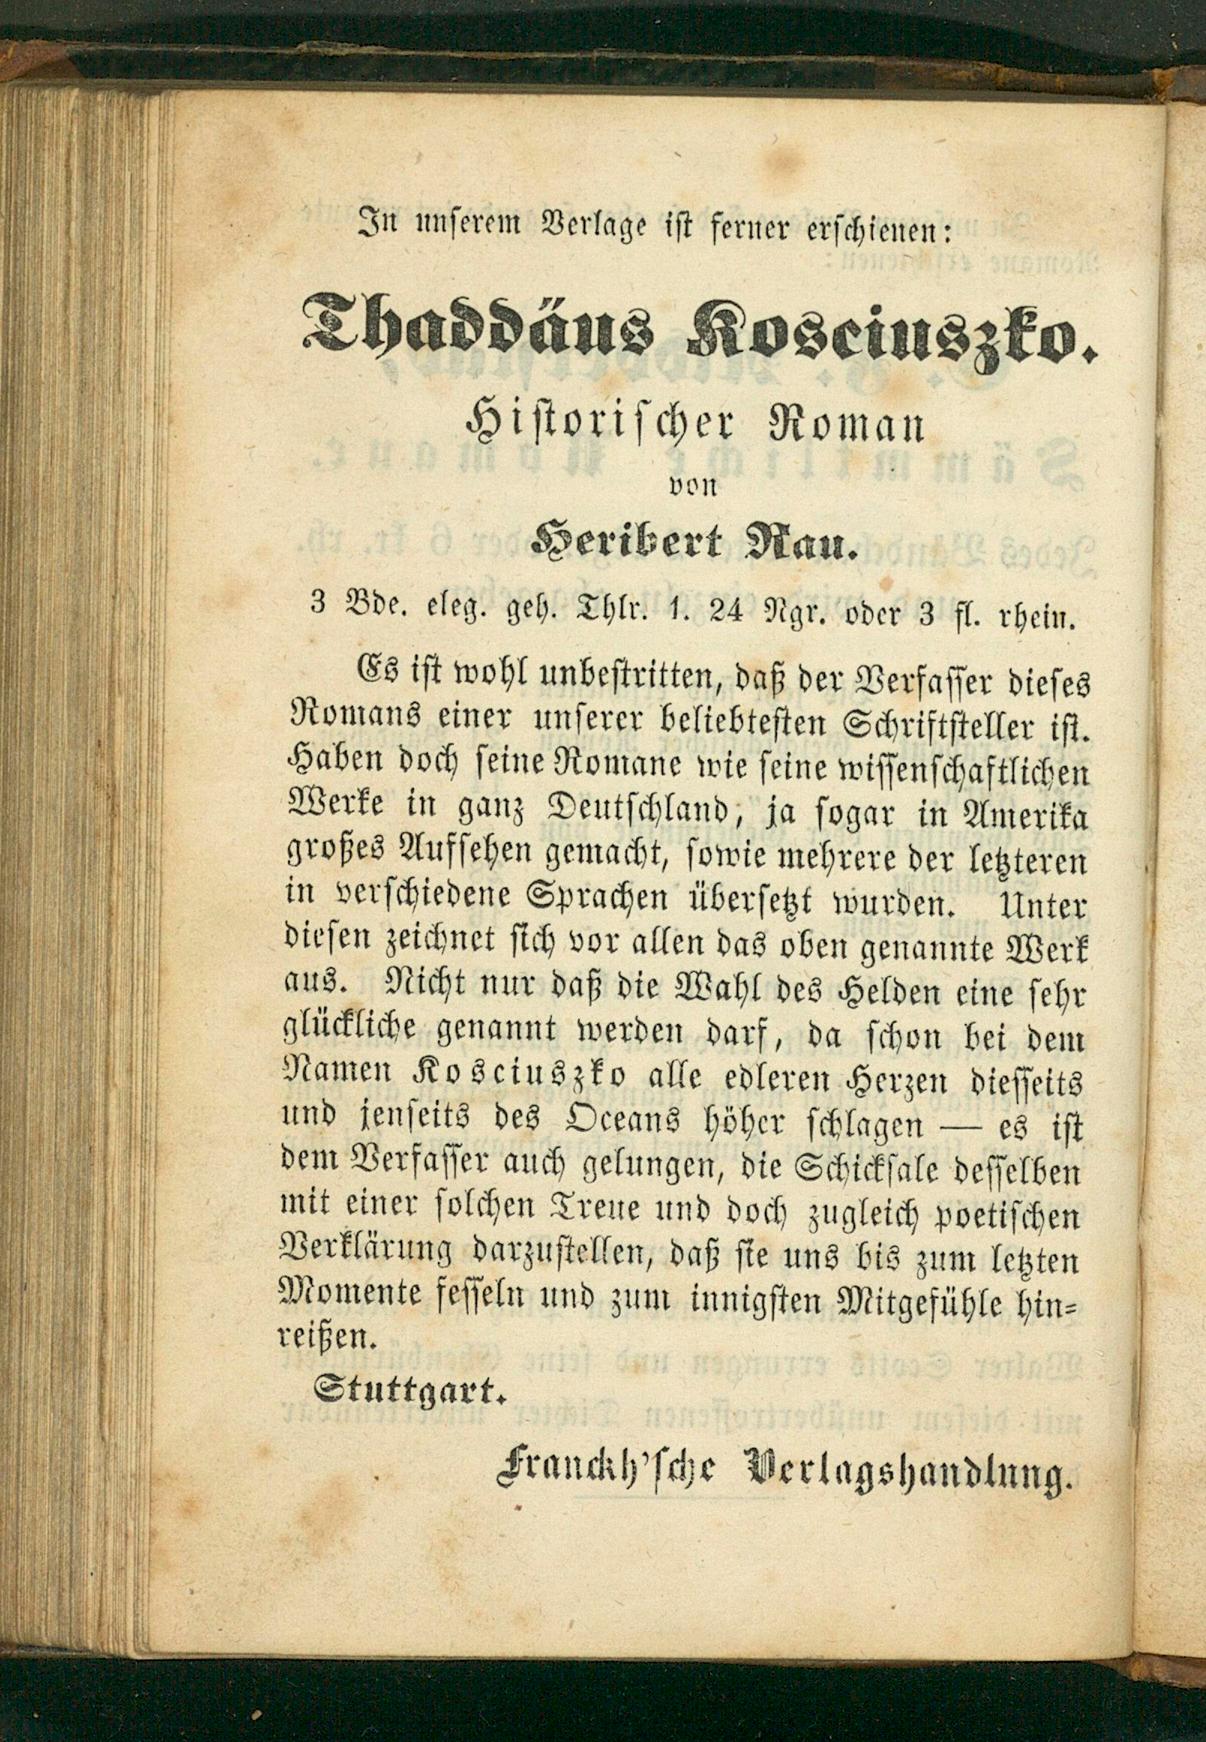 In unserem Verlage ist ferner erschienen:
Thaddäus Kosciuszko.
Historischer Roman
von
Heribert Rau.
3 Bde. eleg. geh. Thlr. 1. 24 Ngr. oder 3 fl. rhein.
Es ist wohl unbestritten, daß der Verfasser dieses
Romans einer unserer beliebtesten Schriftsteller ist.
Haben doch seine Romane wie seine wissenschaftlichen
Werke in ganz Deutschland, ja sogar in Amerika
großes Aufsehen gemacht, sowie mehrere der letzteren
in verschiedene Sprachen übersetzt wurden. Unter
diesen zeichnet sich vor allen das oben genannte Werk
aus. Nicht nur daß die Wahl des Helden eine sehr
glückliche genannt werden darf, da schon bei dem
Namen Kosciuszko alle edleren Herzen diesseits
und jenseits des Oceans höher schlagen — es ist
dem Verfasser auch gelungen, die Schicksale desselben
mit einer solchen Treue und doch zugleich poetischen
Verklärung darzustellen, daß sie uns bis zum letzten
Momente fesseln und zum innigsten Mitgefühle hin-
reißen.
Stuttgart.
Franckh'sche Verlagshandlung.